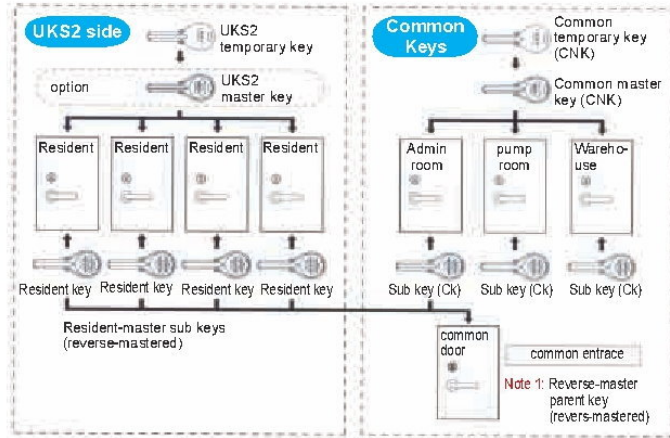 UKS2 side
UKS2
temporary key
option
UKS2
master key
Resident
Resident
Resident
Resident
Resident key
Resident key
Resident key
Resident key
Resident-master sub keys
(reverse-mastered)
Common
Keys
Common
temporary key
(CNK)
Common master
key (CNK)
Admin
room
pump
room
Wareho-
use
Sub key (Ck)
Sub key (Ck)
Sub key (Ck)
common
door
common entrace
Note 1: Reverse-master
parent key
(revers-mastered)